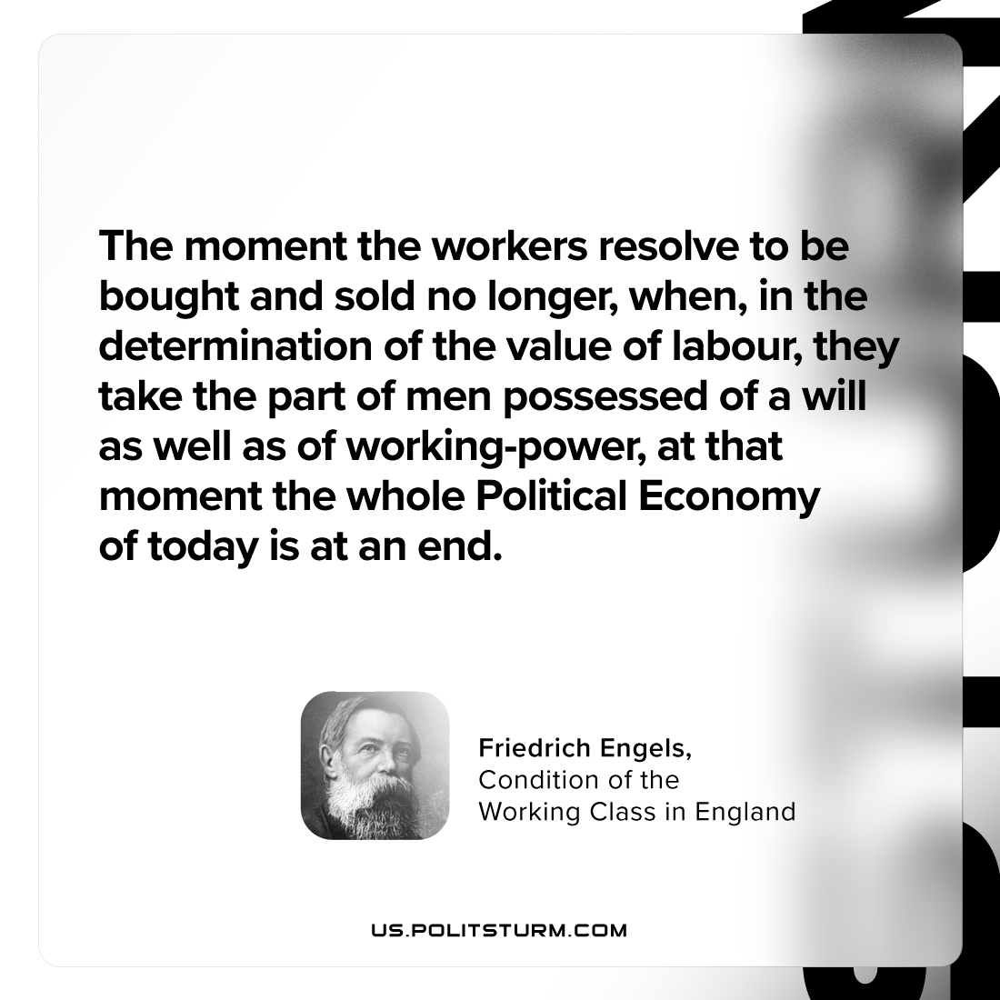 The moment the workers resolve to be
bought and sold no longer, when, in the
determination of the value of labour, they
take the part of men possessed of a will
as well as of working-power, at that
moment the whole Political Economy
of today is at an end.
Friedrich Engels,
Condition of the
Working Class in England
US.POLITSTURM.COM